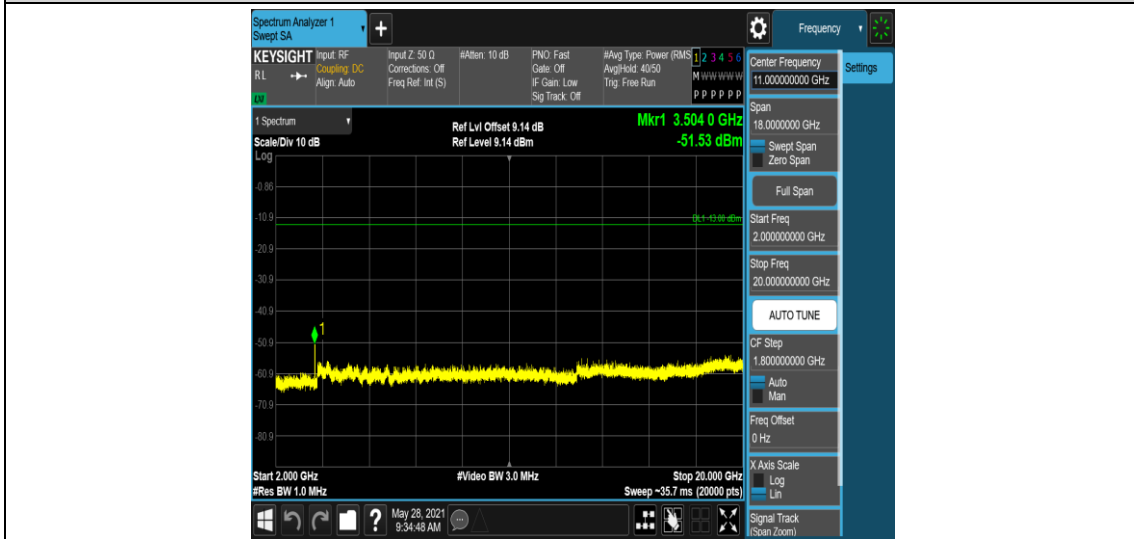 Spectrum Analyzer 1
Swept SA
+
Frequency
KEYSIGHT
RL
Input: RF
Coupling: DC
Align: Auto
Input Z: 50 Ω
Corrections: Off
Freq Ref: Int (S)
#Atten: 10 dB
PNO: Fast
Gate: Off
IF Gain: Low
Sig Track: Off
#Avg Type: Power (RMS
Avg|Hold: 40/50
Trig: Free Run
1 2 3 4 5 6
M W W W W W
P P P P P P
1 Spectrum
Scale/Div 10 dB
Log
Ref Lvl Offset 9.14 dB
Ref Level 9.14 dBm
Mkr1 3.504 0 GHz
-51.53 dBm
-0.86
-10.9
-20.9
-30.9
-40.9
-50.9
-60.9
-70.9
-80.9
DL1 -13.00 dBm
1
Start 2.000 GHz
#Res BW 1.0 MHz
#Video BW 3.0 MHz
Stop 20.000 GHz
Sweep ~35.7 ms (20000 pts)
Center Frequency
11.000000000 GHz
Settings
Span
18.0000000 GHz
Swept Span
Zero Span
Full Span
Start Freq
2.000000000 GHz
Stop Freq
20.000000000 GHz
AUTO TUNE
CF Step
1.800000000 GHz
Auto
Man
Freq Offset
0 Hz
X Axis Scale
Log
Lin
Signal Track
(Span Zoom)
?
May 28, 2021
9:34:48 AM